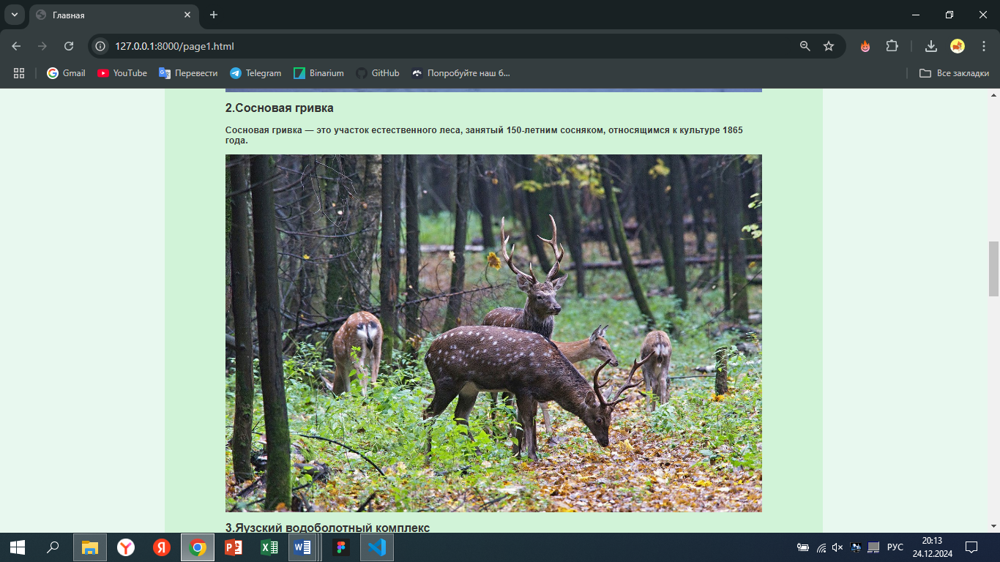 Главная
127.0.0.1:8000/page1.html
Gmail
YouTube
Перевести
Telegram
Binarium
GitHub
Попробуйте наш б...
Все закладки
2.Сосновая гривка
Сосновая гривка — это участок естественного леса, занятый 150-летним сосняком, относящимся к культуре 1865
года.
3.Яузский водоболотный комплекс
РУС
20:13
24.12.2024